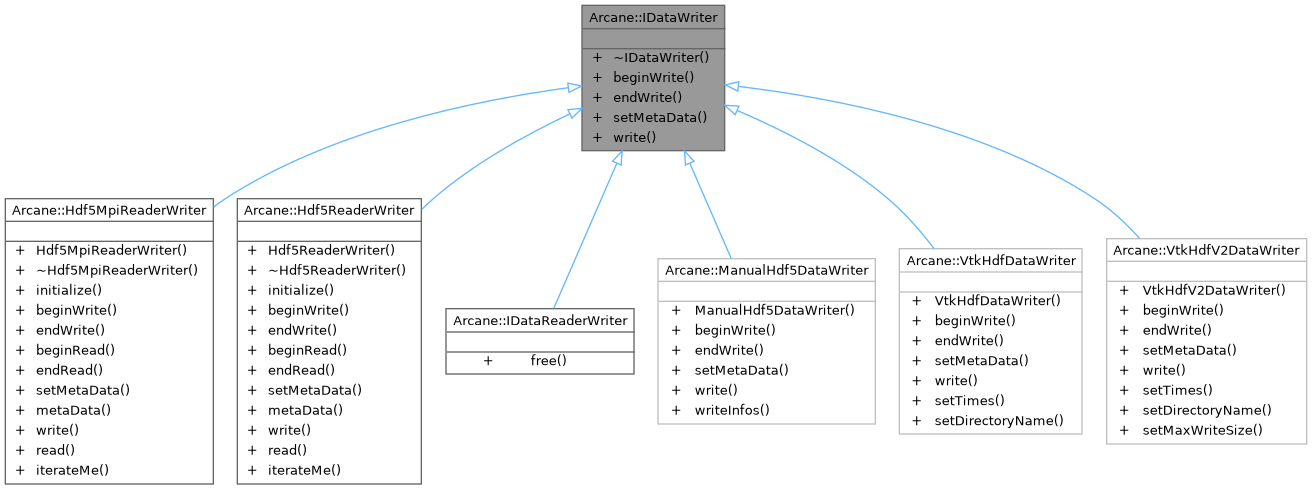 Arcane::IDataWriter
+ ~IDataWriter()
+ beginWrite()
+ endWrite()
+ setMetaData()
+ write()
Arcane::Hdf5MpiReaderWriter
+ Hdf5MpiReaderWriter()
+ ~Hdf5MpiReaderWriter()
+ initialize()
+ beginWrite()
+ endWrite()
+ beginRead()
+ endRead()
+ setMetaData()
+ metaData()
+ write()
+ read()
+ iterateMe()
Arcane::Hdf5ReaderWriter
+ Hdf5ReaderWriter()
+ ~Hdf5ReaderWriter()
+ initialize()
+ beginWrite()
+ endWrite()
+ beginRead()
+ endRead()
+ setMetaData()
+ metaData()
+ write()
+ read()
+ iterateMe()
Arcane::IDataReaderWriter
+ free()
Arcane::ManualHdf5DataWriter
+ ManualHdf5DataWriter()
+ beginWrite()
+ endWrite()
+ setMetaData()
+ write()
+ writeInfos()
Arcane::VtkHdfDataWriter
+ VtkHdfDataWriter()
+ beginWrite()
+ endWrite()
+ setMetaData()
+ write()
+ setTimes()
+ setDirectoryName()
Arcane::VtkHdfV2DataWriter
+ VtkHdfV2DataWriter()
+ beginWrite()
+ endWrite()
+ setMetaData()
+ write()
+ setTimes()
+ setDirectoryName()
+ setMaxWriteSize()